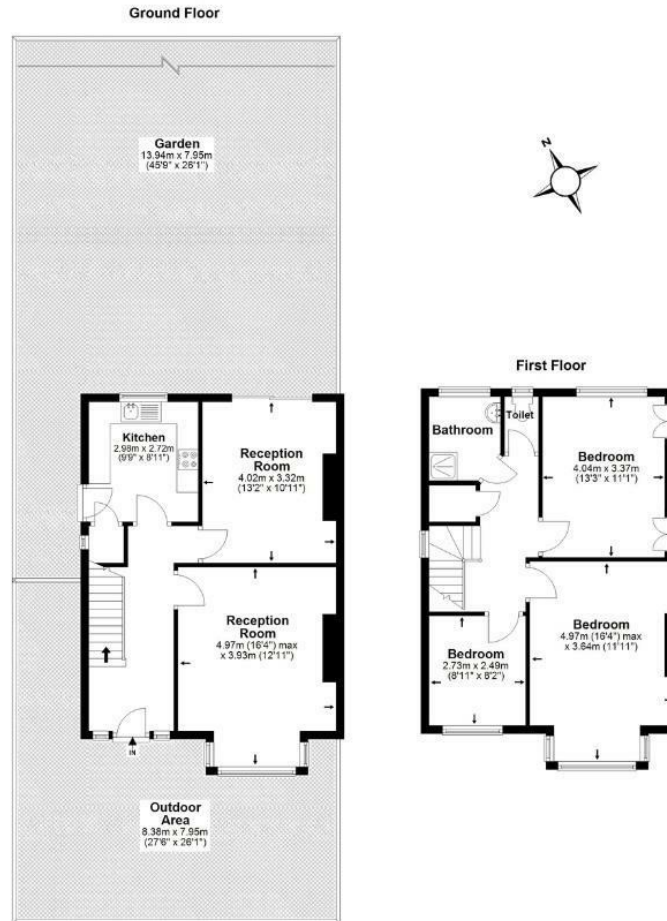 Ground Floor
Garden
13.94m x 7.95m
(45'9" x 26'1")
N
Kitchen
2.98m x 2.72m
(9'9" x 8'11")
Reception
Room
4.02m x 3.32m
(13'2" x 10'11")
Reception
Room
4.97m (16'4") max
x 3.93m (12'11")
IN
Outdoor
Area
8.38m x 7.95m
(27'6" x 26'1")
First Floor
Bathroom
Toilet
Bedroom
4.04m x 3.37m
(13'3" x 11'1")
Bedroom
2.73m x 2.49m
(8'11" x 8'2")
Bedroom
4.97m (16'4") max
x 3.64m (11'11")